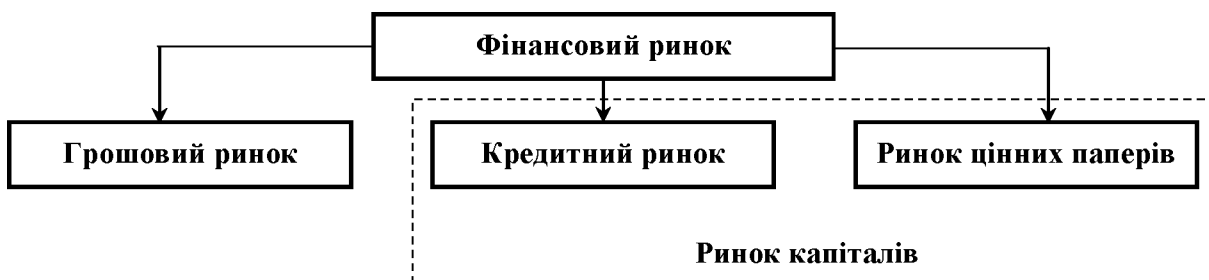 Фінансовий ринок
Грошовий ринок
Кредитний ринок
Ринок цінних паперів
Ринок капіталів